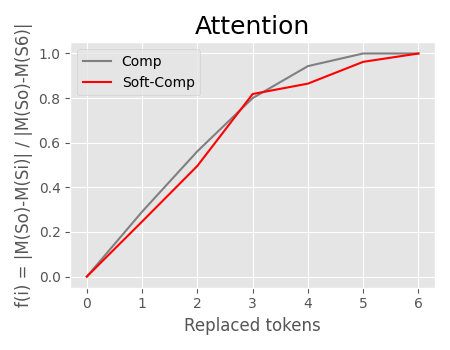 Attention
f(i) = |M(So)-M(Si)| / |M(So)-M(S6)|
1.0
0.8
0.6
0.4
0.2
0.0
Comp
Soft-Comp
0 1 2 3 4 5 6
Replaced tokens